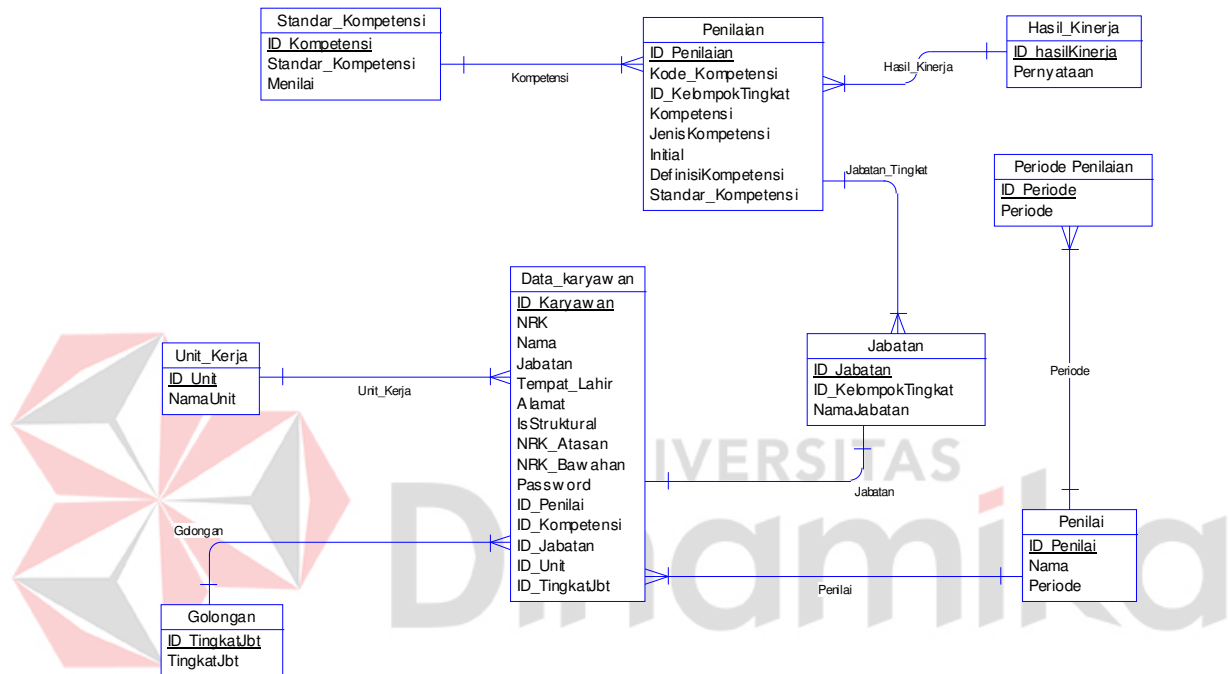 Standar_Kompetensi
ID_Kompetensi
Standar_Kompetensi
Menilai
Kompetensi
Penilaian
ID_Penilaian
Kode_Kompetensi
ID_KelompokTingkat
Kompetensi
JenisKompetensi
Initial
DefinisiKompetensi
Standar_Kompetensi
Hasil_Kinerja
Hasil_Kinerja
ID_hasilKinerja
Pernyataan
Jabatan_Tingkat
Periode Penilaian
ID_Periode
Periode
Data_karyawan
ID_Karyawan
NRK
Nama
Jabatan
Tempat_Lahir
Alamat
IsStruktural
NRK_Atasan
NRK_Bawahan
Password
ID_Penilai
ID_Kompetensi
ID_Jabatan
ID_Unit
ID_TingkatJbt
Unit_Kerja
ID_Unit
NamaUnit
Unit_Kerja
Jabatan
ID_Jabatan
ID_KelompokTingkat
NamaJabatan
Periode
Jabatan
Golongan
Penilai
ID_Penilai
Nama
Periode
Penilai
Golongan
ID_TingkatJbt
TingkatJbt
UNIVERSITAS
Dinamika